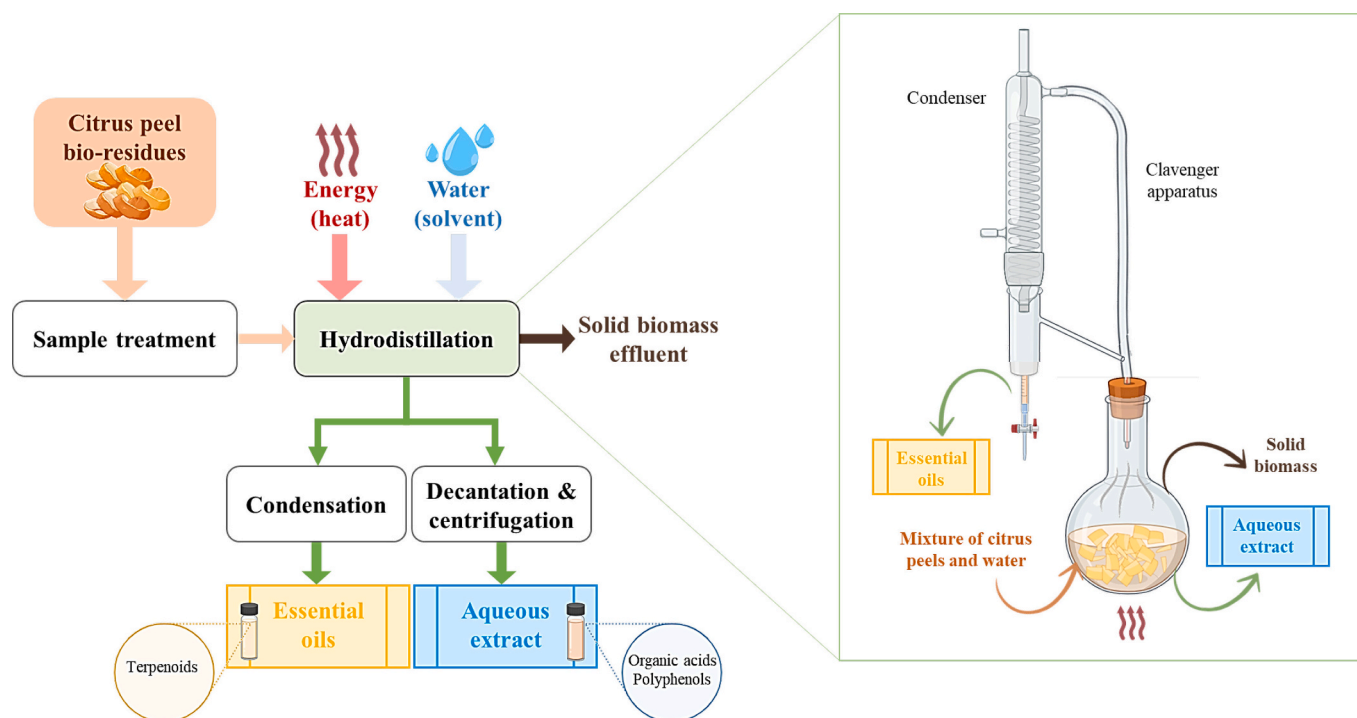 Citrus peel
bio-residues
Energy
(heat)
Water
(solvent)
Sample treatment
Hydrodistillation
Solid biomass
effluent
Condensation
Decantation &
centrifugation
Essential
oils
Aqueous
extract
Terpenoids
Organic acids
Polyphenols
Condenser
Clavenger
apparatus
Essential
oils
Solid
biomass
Aqueous
extract
Mixture of citrus
peels and water